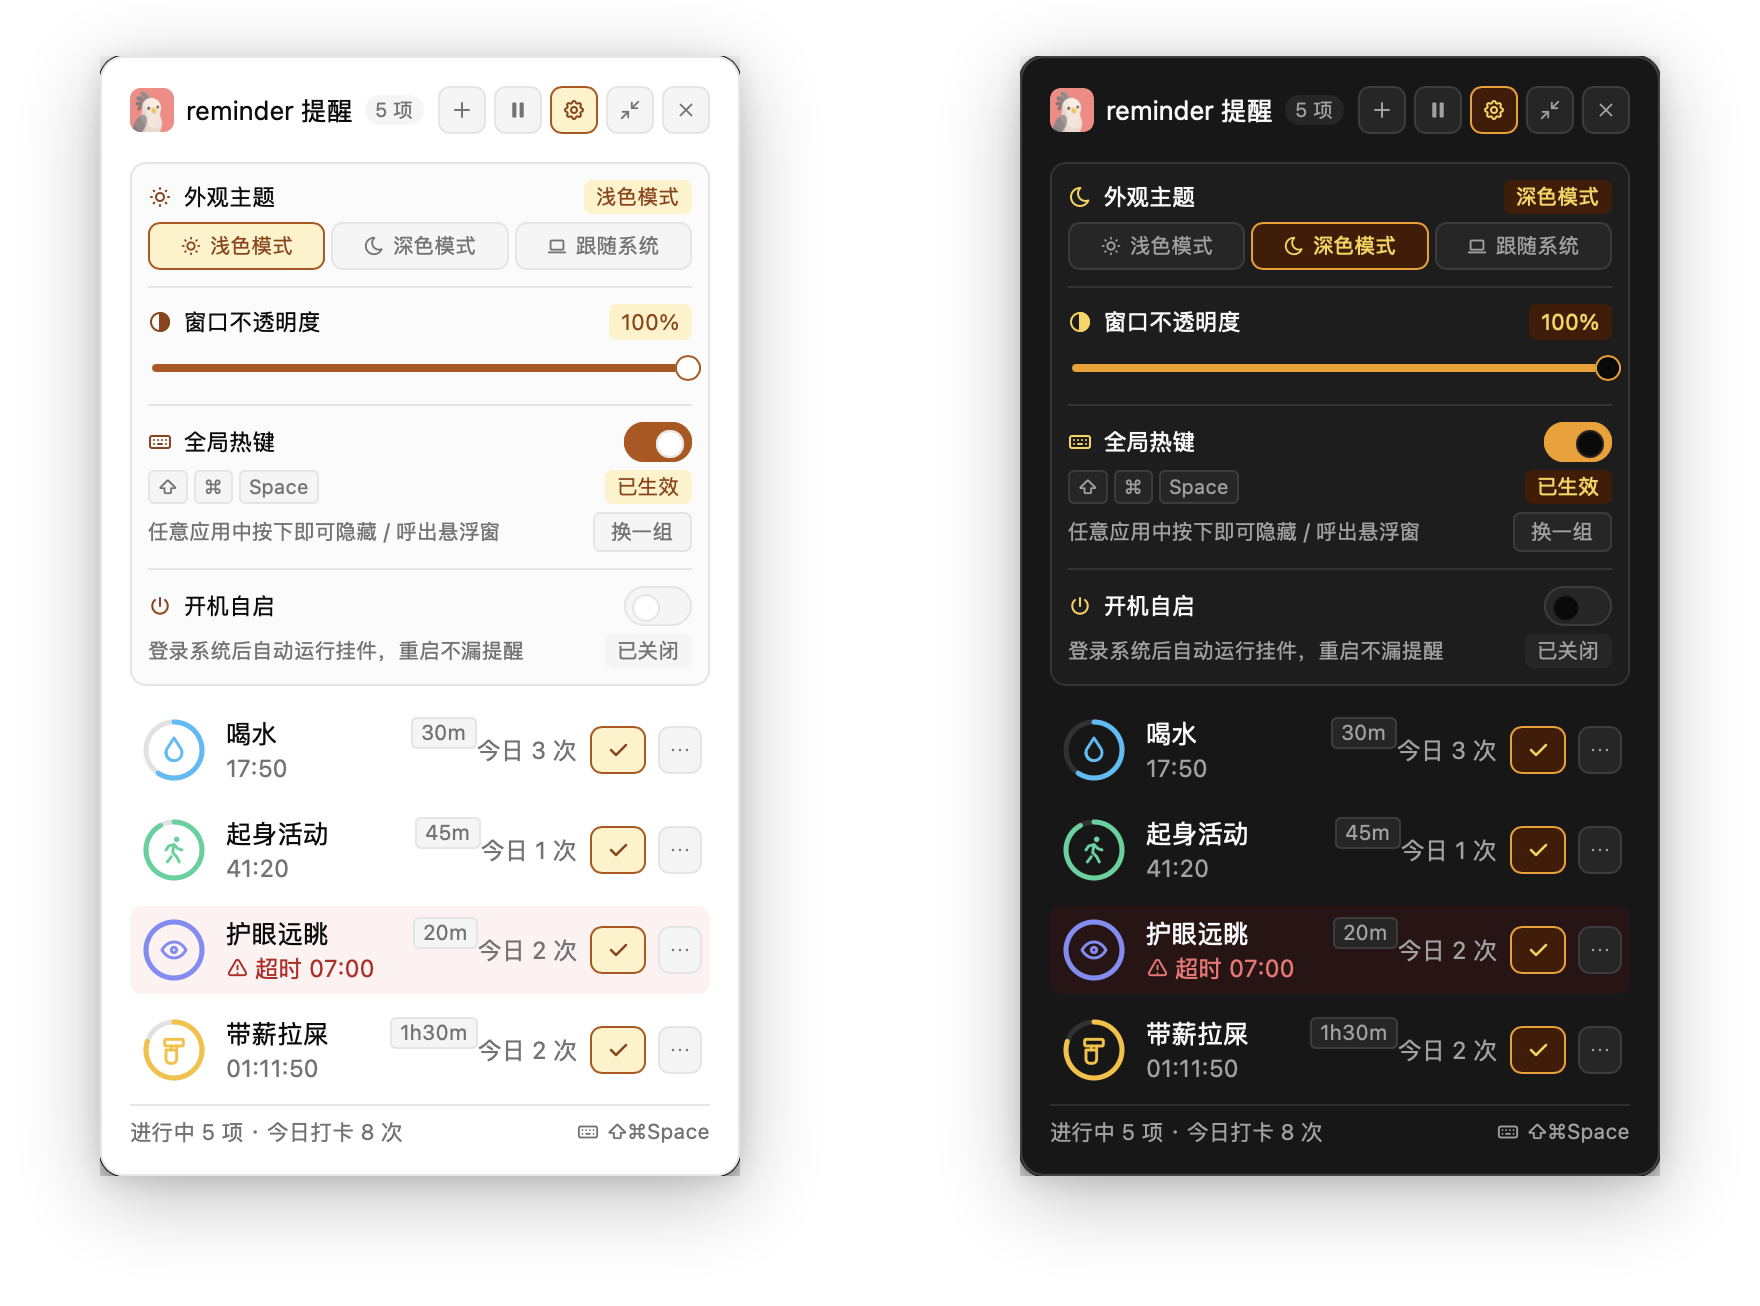 reminder 提醒 5 项
外观主题 浅色模式
浅色模式 深色模式 跟随系统
窗口不透明度 100%
全局热键
⇧ ⌘ Space 已生效
任意应用中按下即可隐藏 / 呼出悬浮窗 换一组
开机自启
登录系统后自动运行挂件，重启不漏提醒 已关闭
喝水 30m
17:50 今日 3 次
起身活动 45m
41:20 今日 1 次
护眼远眺 20m
超时 07:00 今日 2 次
带薪拉屎 1h30m
01:11:50 今日 2 次
进行中 5 项 · 今日打卡 8 次 ⇧⌘Space
reminder 提醒 5 项
外观主题 深色模式
浅色模式 深色模式 跟随系统
窗口不透明度 100%
全局热键
⇧ ⌘ Space 已生效
任意应用中按下即可隐藏 / 呼出悬浮窗 换一组
开机自启
登录系统后自动运行挂件，重启不漏提醒 已关闭
喝水 30m
17:50 今日 3 次
起身活动 45m
41:20 今日 1 次
护眼远眺 20m
超时 07:00 今日 2 次
带薪拉屎 1h30m
01:11:50 今日 2 次
进行中 5 项 · 今日打卡 8 次 ⇧⌘Space